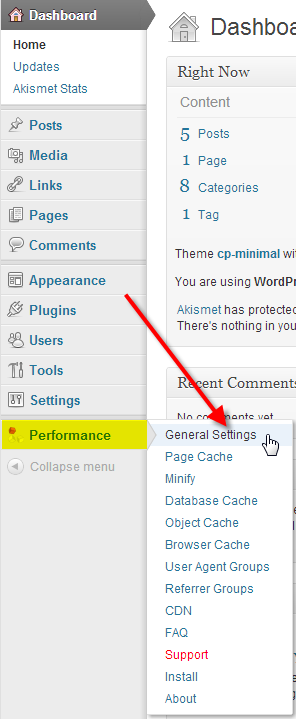 Dashboard
Home
Updates
Akismet Stats
Posts
Media
Links
Pages
Comments
Appearance
Plugins
Users
Tools
Settings
Performance
Collapse menu
General Settings
Page Cache
Minify
Database Cache
Object Cache
Browser Cache
User Agent Groups
Referrer Groups
CDN
FAQ
Support
Install
About
Dashboa
Right Now
Content
5 Posts
1 Page
8 Categories
1 Tag
Theme cp-minimal wit
You are using WordPr
Akismet has protected
There's nothing in you
Recent Comments
No comments yet